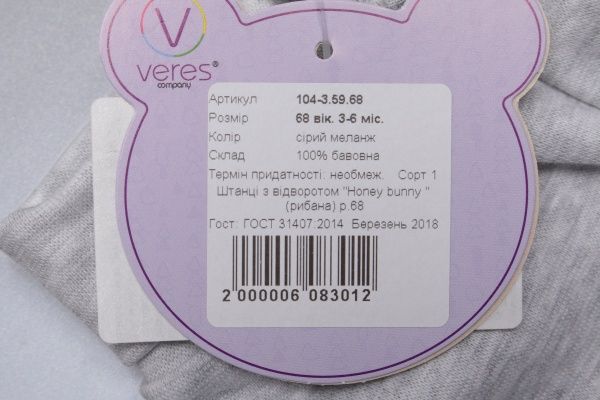 V
veres®
company
Артикул 104-3.59.68
Розмір 68 вік. 3-6 міс.
Колір сірий меланж
Склад 100% бавовна
Термін придатності: необмеж. Сорт 1
Штанці з відворотом "Honey bunny "
(рибана) р.68
Гост: ГОСТ 31407:2014 Березень 2018
2 000006 083012